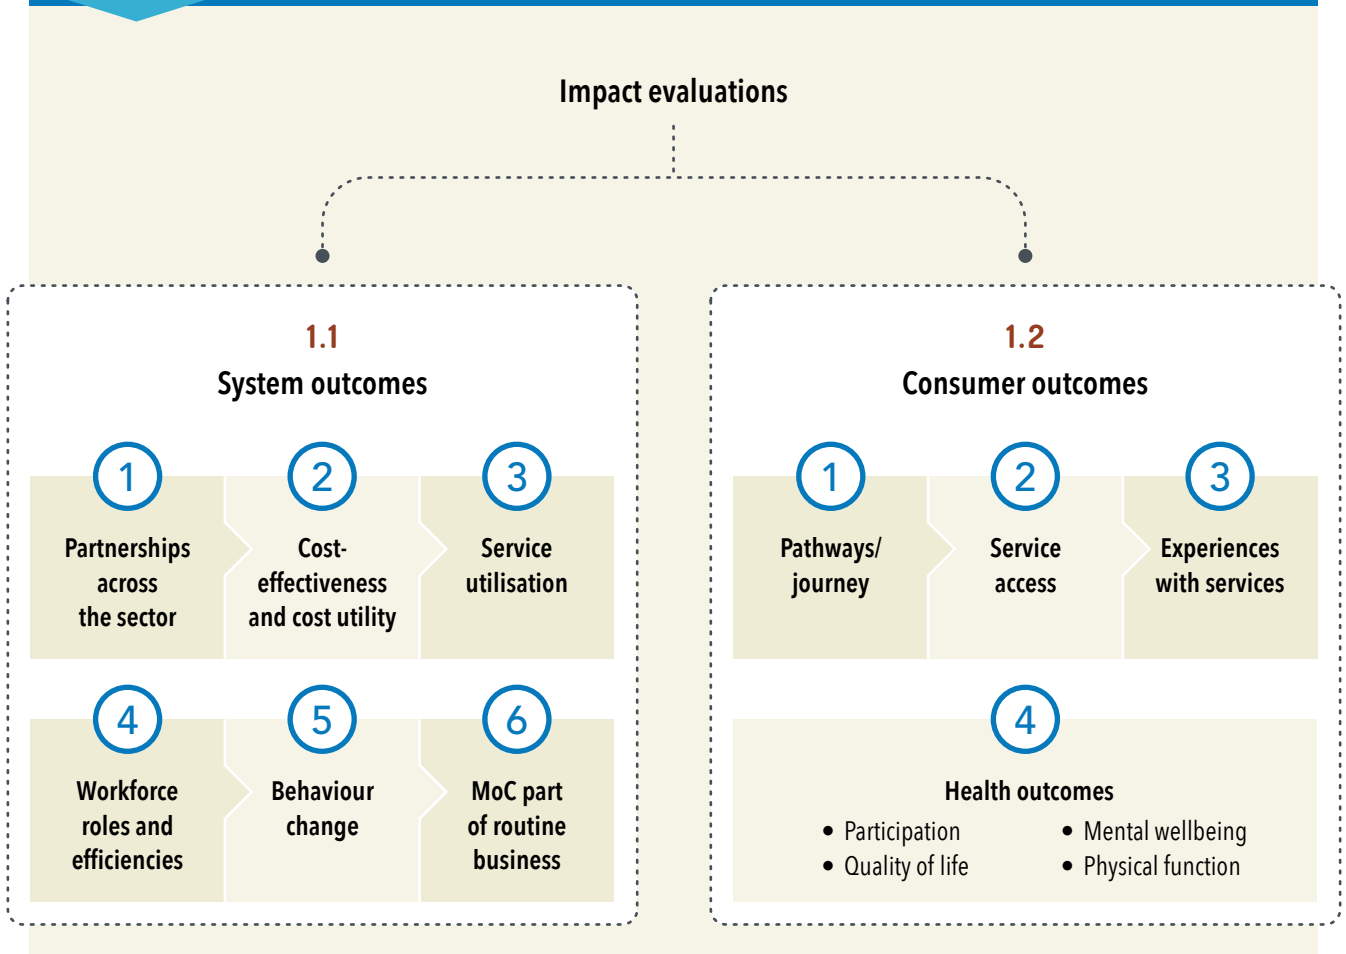 Impact evaluations
1.1
System outcomes
1
Partnerships
across
the sector
2
Cost-
effectiveness
and cost utility
3
Service
utilisation
4
Workforce
roles and
efficiencies
5
Behaviour
change
6
MoC part
of routine
business
1.2
Consumer outcomes
1
Pathways/
journey
2
Service
access
3
Experiences
with services
4
Health outcomes
• Participation
• Quality of life
• Mental wellbeing
• Physical function